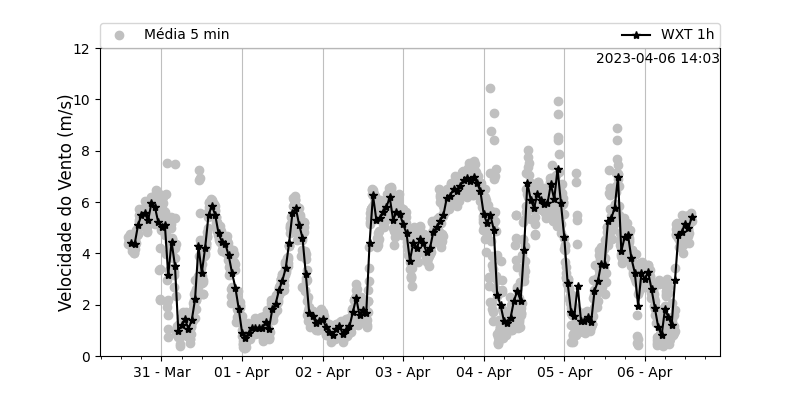 Média 5 min
WXT 1h
2023-04-06 14:03
Velocidade do Vento (m/s)
12
10
8
6
4
2
0
31 - Mar
01 - Apr
02 - Apr
03 - Apr
04 - Apr
05 - Apr
06 - Apr